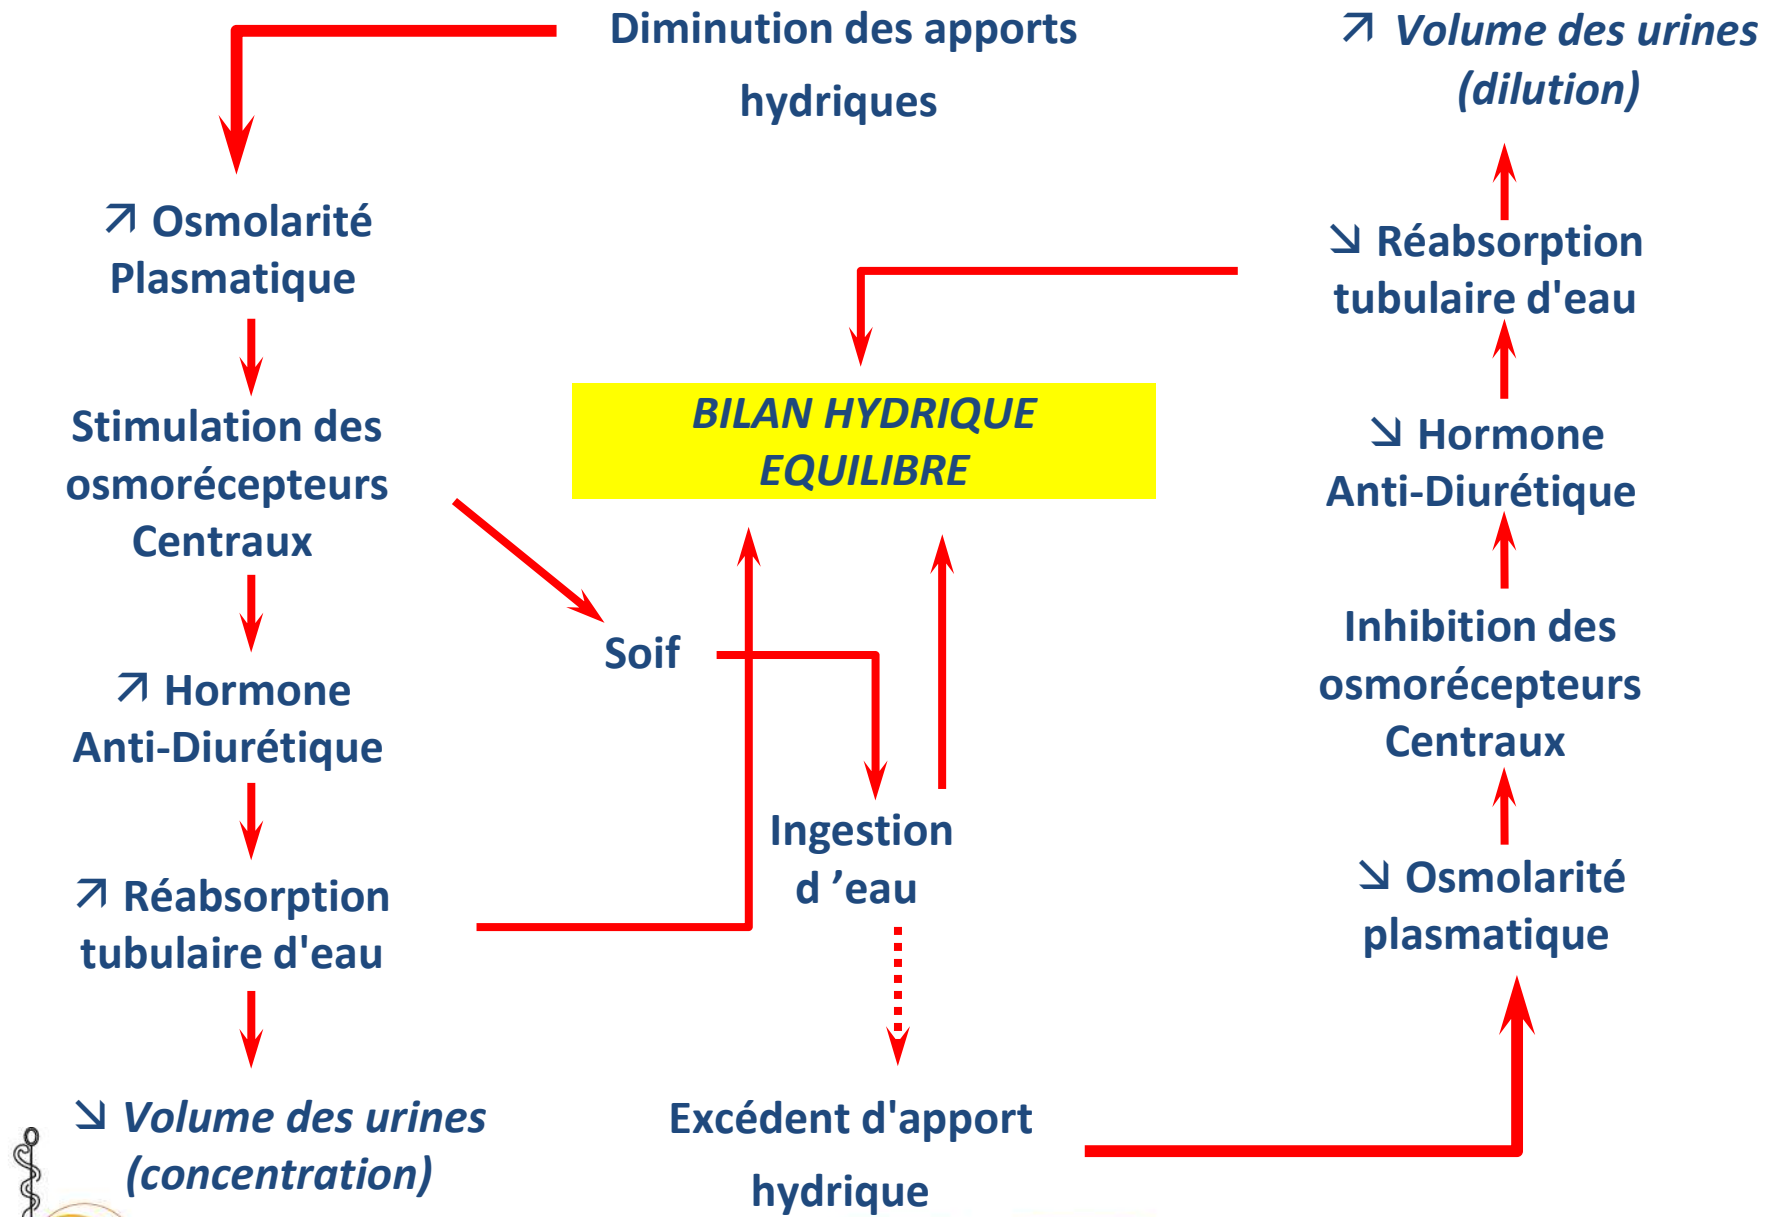 Diminution des apports
hydriques
↗ Osmolarité
Plasmatique
Stimulation des
osmorécepteurs
Centraux
↗ Hormone
Anti-Diurétique
↗ Réabsorption
tubulaire d'eau
↘ Volume des urines
(concentration)
BILAN HYDRIQUE
EQUILIBRE
Soif
Ingestion
d ’eau
Excédent d'apport
hydrique
↗ Volume des urines
(dilution)
↘ Réabsorption
tubulaire d'eau
↘ Hormone
Anti-Diurétique
Inhibition des
osmorécepteurs
Centraux
↘ Osmolarité
plasmatique